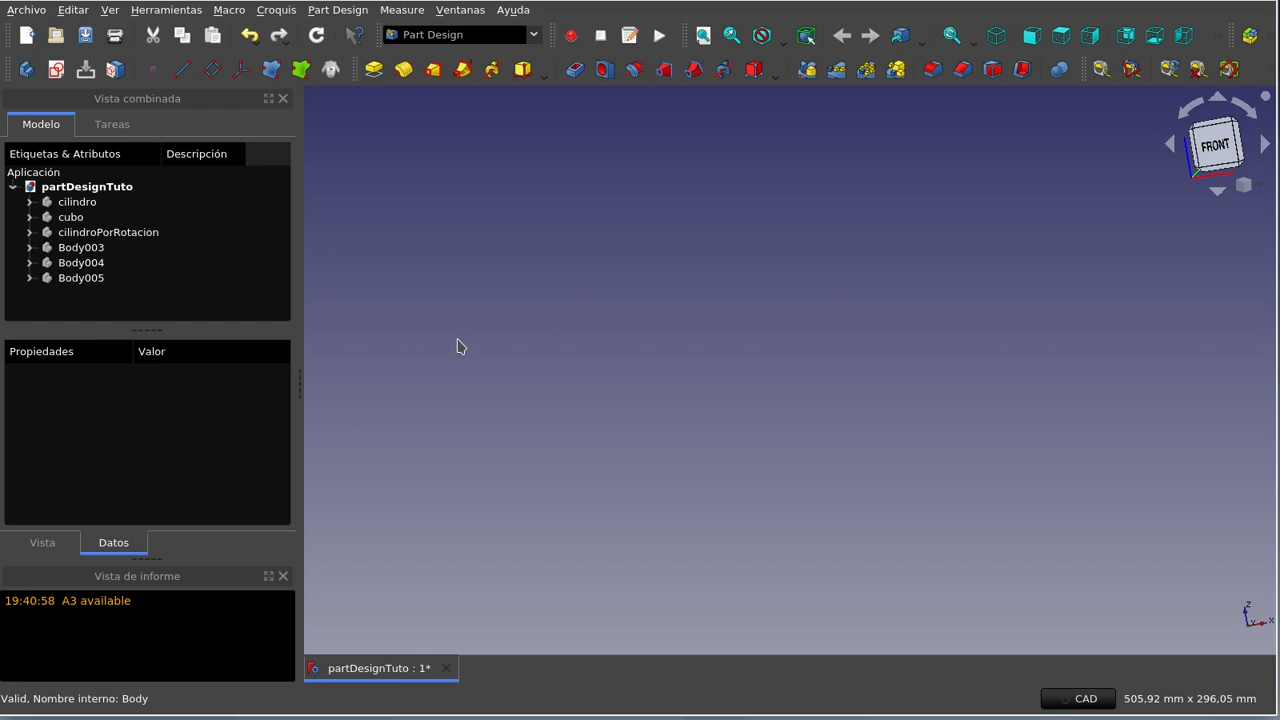 Archivo Editar Ver Herramientas Macro Croquis Part Design Measure Ventanas Ayuda
Part Design
Vista combinada
Modelo Tareas
Etiquetas & Atributos Descripción
Aplicación
partDesignTuto
cilindro
cubo
cilindroPorRotacion
Body003
Body004
Body005
Propiedades Valor
Vista Datos
Vista de informe
19:40:58 A3 available
FRONT
Z
Y X
partDesignTuto : 1*
Valid, Nombre interno: Body
CAD 505,92 mm x 296,05 mm